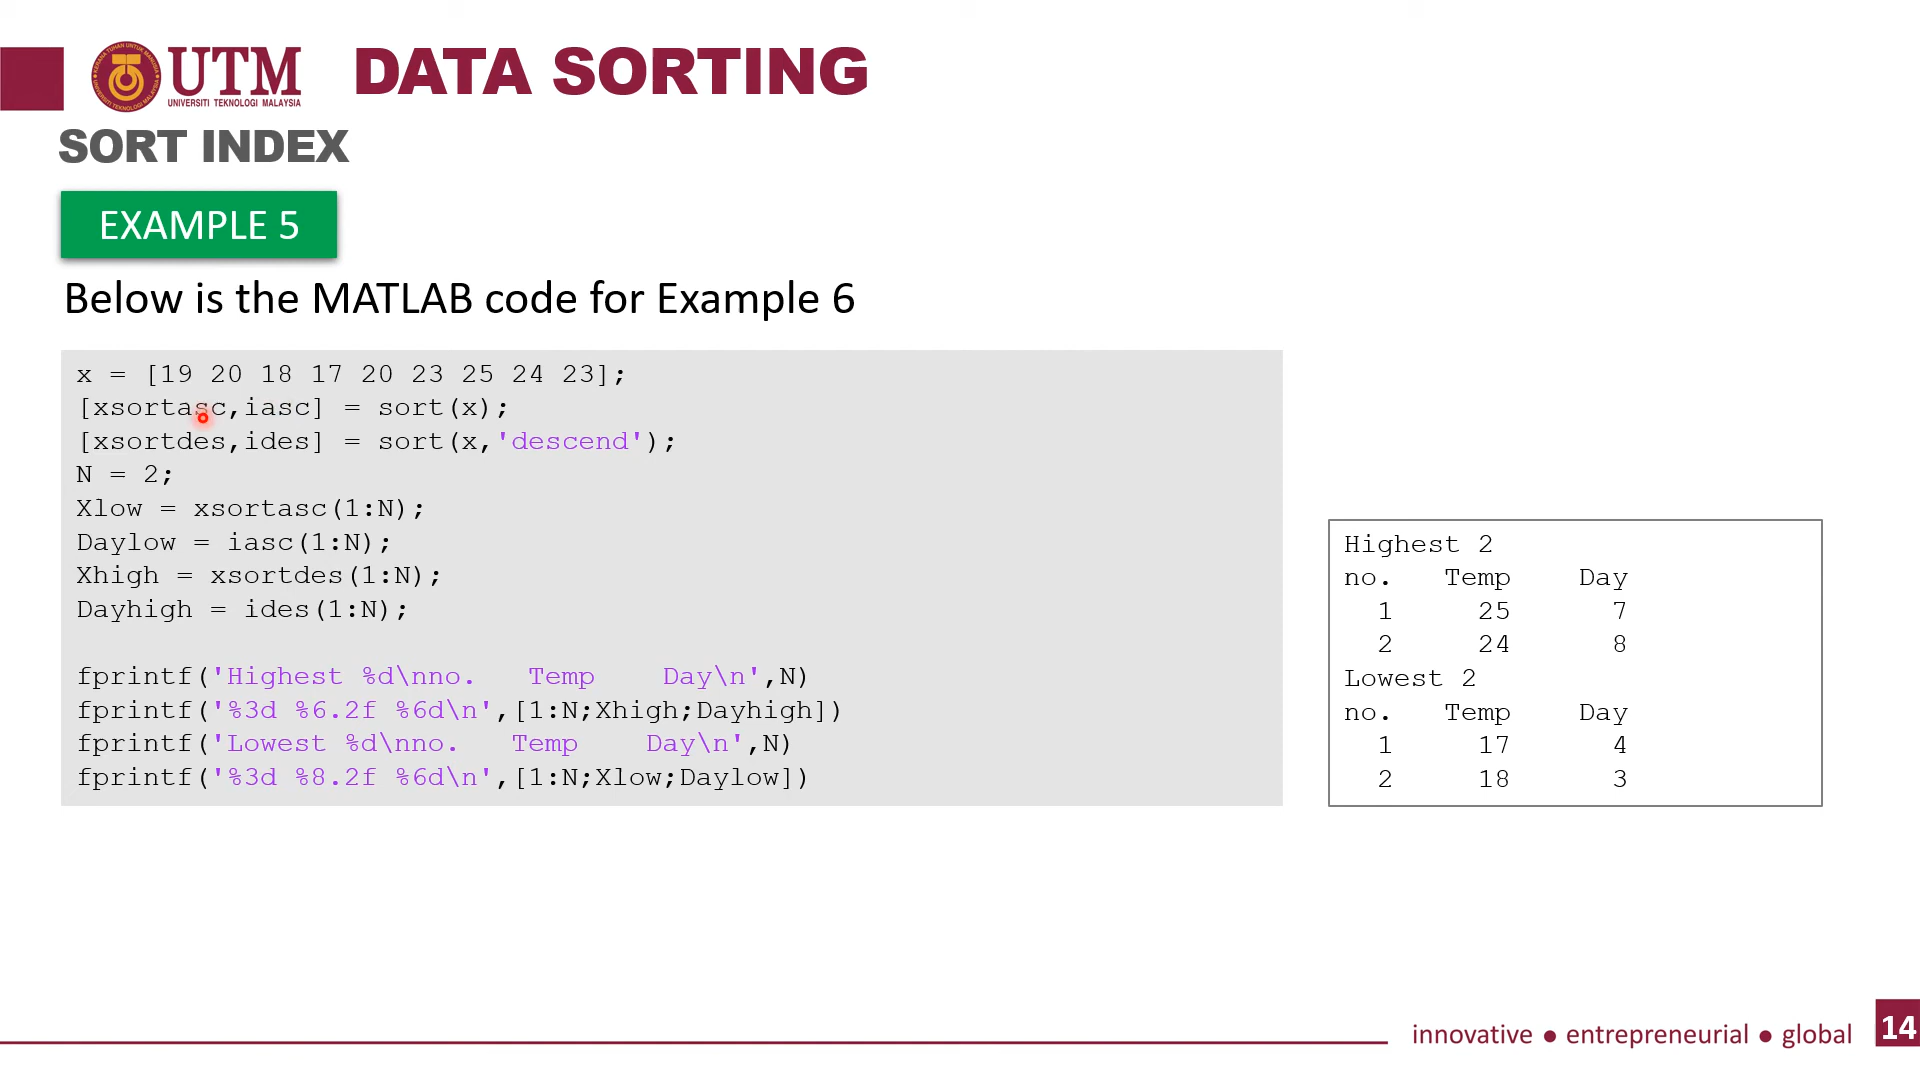 UTM
UNIVERSITI TEKNOLOGI MALAYSIA
DATA SORTING
SORT INDEX
EXAMPLE 5
Below is the MATLAB code for Example 6
x = [19 20 18 17 20 23 25 24 23];
[xsortasc,iasc] = sort(x);
[xsortdes,ides] = sort(x,'descend');
N = 2;
Xlow = xsortasc(1:N);
Daylow = iasc(1:N);
Xhigh = xsortdes(1:N);
Dayhigh = ides(1:N);
fprintf('Highest %d\nno.   Temp    Day\n',N)
fprintf('%3d %6.2f %6d\n',[1:N;Xhigh;Dayhigh])
fprintf('Lowest %d\nno.   Temp    Day\n',N)
fprintf('%3d %8.2f %6d\n',[1:N;Xlow;Daylow])
Highest 2
no.   Temp    Day
1     25      7
2     24      8
Lowest 2
no.   Temp    Day
1     17      4
2     18      3
innovative ● entrepreneurial ● global
14